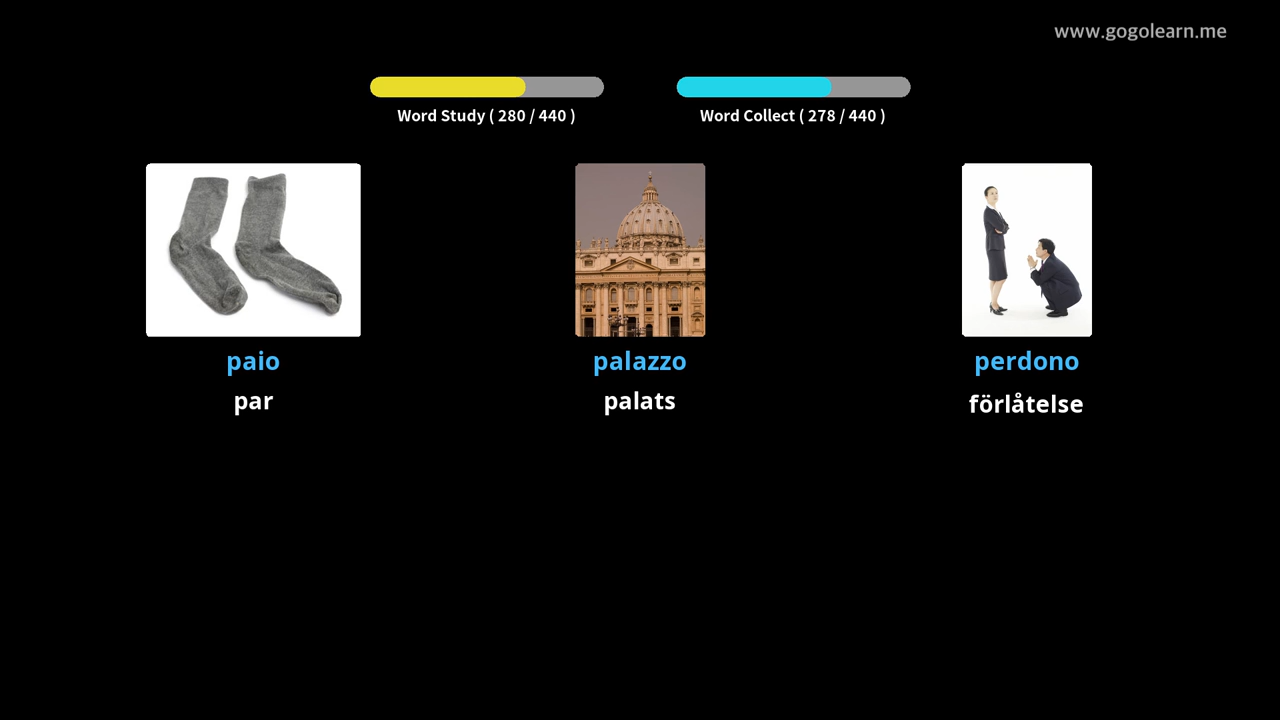 www.gogolearn.me
Word Study ( 280 / 440 )
Word Collect ( 278 / 440 )
paio
palazzo
perdono
par
palats
förlåtelse